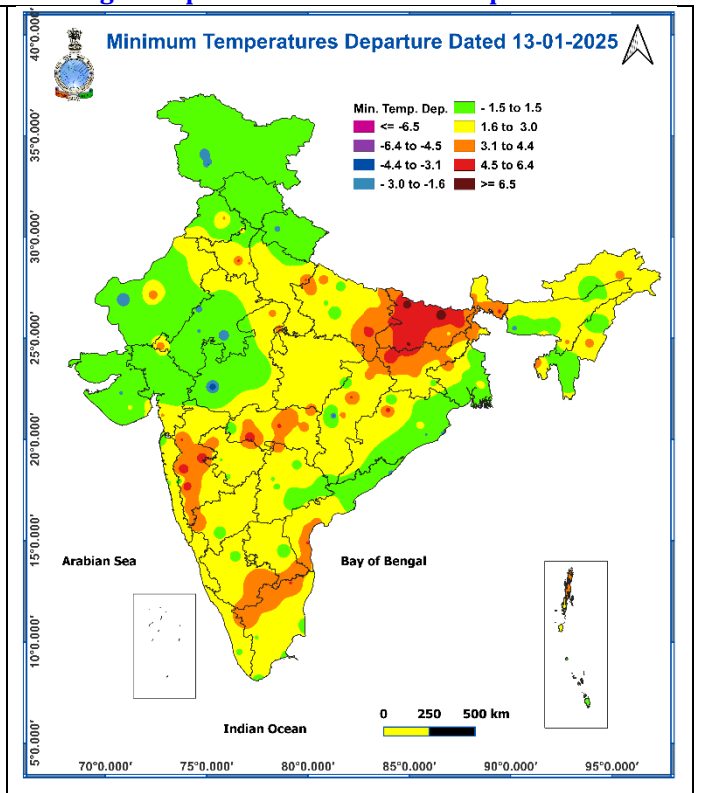 Minimum Temperatures Departure Dated 13-01-2025
Min. Temp. Dep.
<= -6.5
-6.4 to -4.5
-4.4 to -3.1
- 3.0 to -1.6
- 1.5 to 1.5
1.6 to 3.0
3.1 to 4.4
4.5 to 6.4
>= 6.5
40°0.000'
35°0.000'
30°0.000'
25°0.000'
20°0.000'
15°0.000'
10°0.000'
5°0.000'
Arabian Sea
Bay of Bengal
Indian Ocean
0 250 500 km
70°0.000' 75°0.000' 80°0.000' 85°0.000' 90°0.000' 95°0.000'